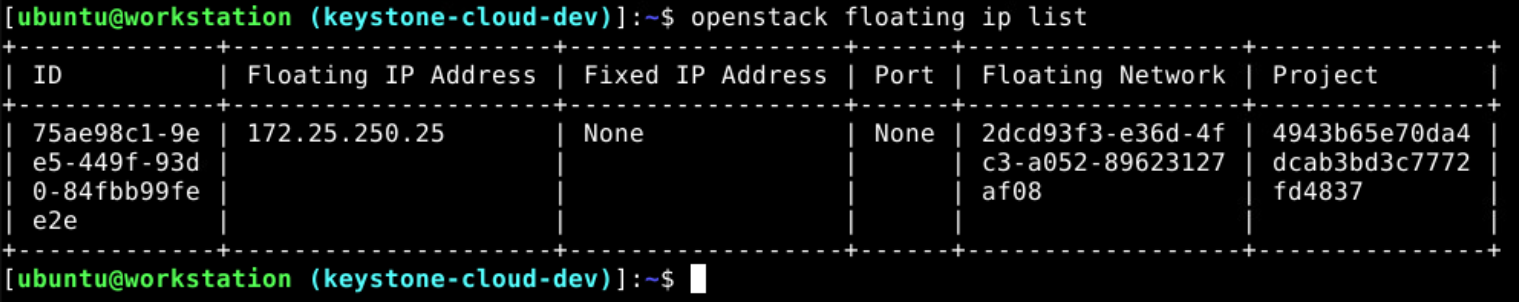 [ubuntu@workstation (keystone-cloud-dev)]:~$ openstack floating ip list
+--------------+----------------------+------------------+------+------------------+---------------+
| ID           | Floating IP Address | Fixed IP Address | Port | Floating Network | Project       |
+--------------+----------------------+------------------+------+------------------+---------------+
| 75ae98c1-9e | 172.25.250.25       | None             | None | 2dcd93f3-e36d-4f | 4943b65e70da4 |
| e5-449f-93d |                     |                  |      | c3-a052-89623127 | dcab3bd3c7772 |
| 0-84fbb99fe |                     |                  |      | af08             | fd4837        |
| e2e         |                     |                  |      |                  |               |
+--------------+----------------------+------------------+------+------------------+---------------+
[ubuntu@workstation (keystone-cloud-dev)]:~$